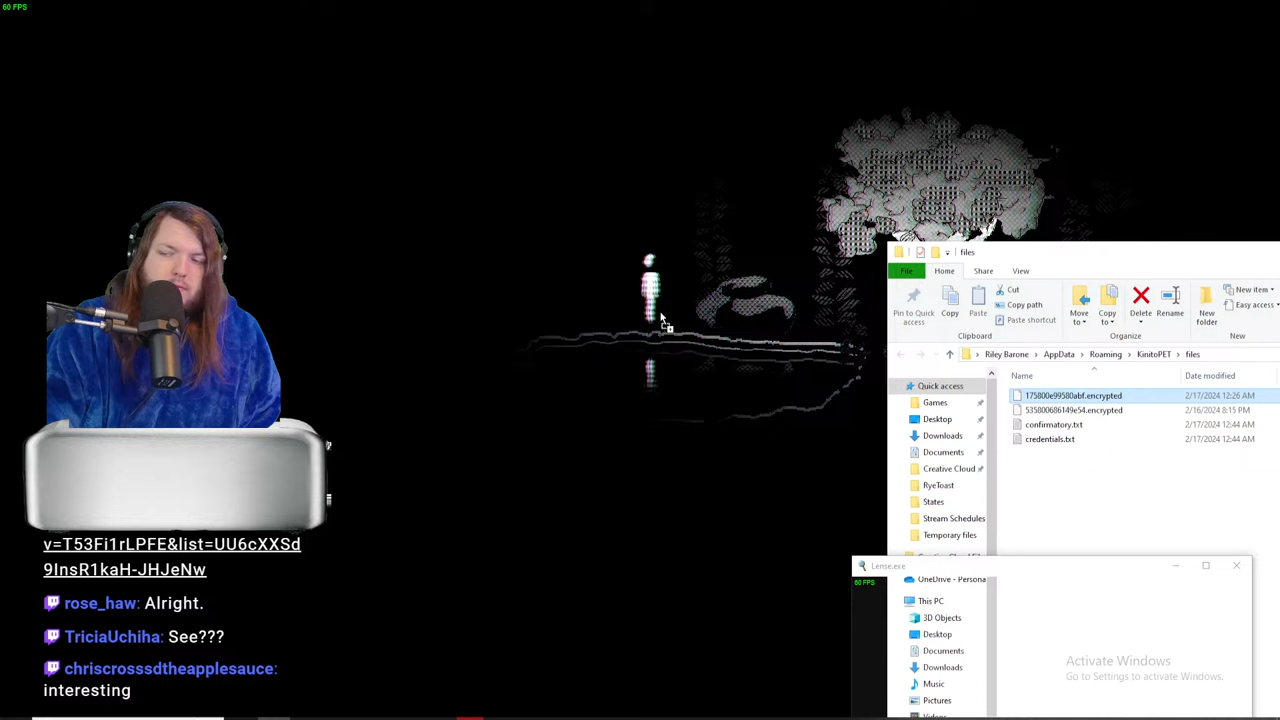 60 FPS
files
File
Home
Share
View
Pin to Quick access
Copy
Paste
Cut
Copy path
Paste shortcut
Clipboard
Move to
Copy to
Delete
Rename
Organize
New folder
New item
Easy access
New
Riley Barone > AppData > Roaming > KinitoPET > files
Name
Date modified
Quick access
Games
Desktop
Downloads
Documents
Creative Cloud
RyeToast
States
Stream Schedules
Temporary files
175800e99580abf.encrypted 2/17/2024 12:26 AM
535800686149e54.encrypted 2/16/2024 8:15 PM
confirmatory.txt 2/17/2024 12:44 AM
credentials.txt 2/17/2024 12:44 AM
Lense.exe
60 FPS
OneDrive - Persona
This PC
3D Objects
Desktop
Documents
Downloads
Music
Pictures
Activate Windows
Go to Settings to activate Windows.
v=T53Fi1rLPFE&list=UU6cXXSd
9InsR1kaH-JHJeNw
rose_haw: Alright.
TriciaUchiha: See???
chriscrosssdtheapplesauce:
interesting